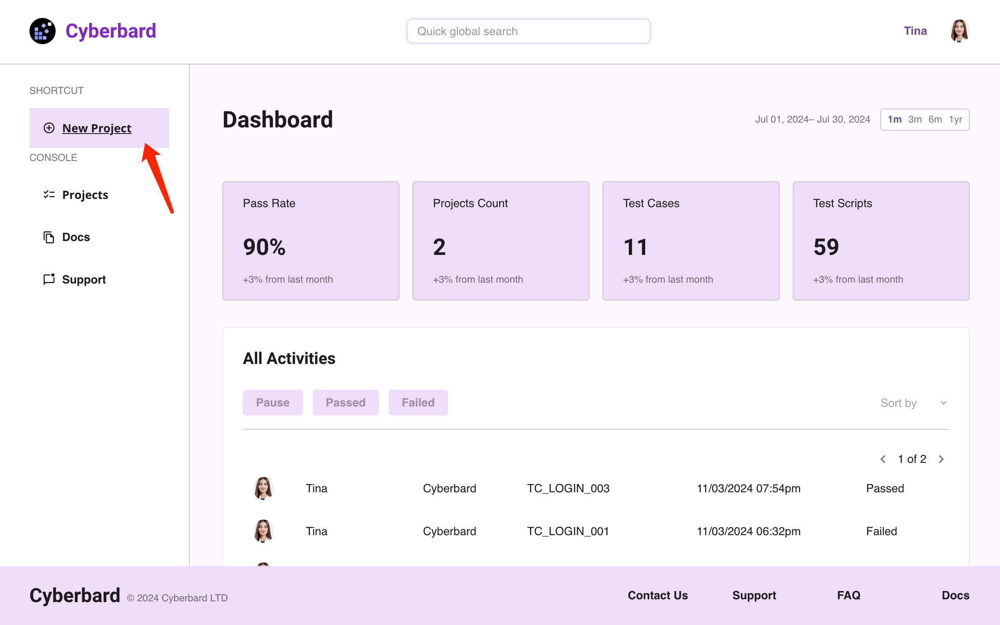 Cyberbard
Quick global search
Tina
SHORTCUT
New Project
CONSOLE
Projects
Docs
Support
Dashboard
Jul 01, 2024– Jul 30, 2024
1m 3m 6m 1yr
Pass Rate
90%
+3% from last month
Projects Count
2
+3% from last month
Test Cases
11
+3% from last month
Test Scripts
59
+3% from last month
All Activities
Pause Passed Failed
Sort by
1 of 2
Tina Cyberbard TC_LOGIN_003 11/03/2024 07:54pm Passed
Tina Cyberbard TC_LOGIN_001 11/03/2024 06:32pm Failed
Cyberbard © 2024 Cyberbard LTD
Contact Us Support FAQ Docs